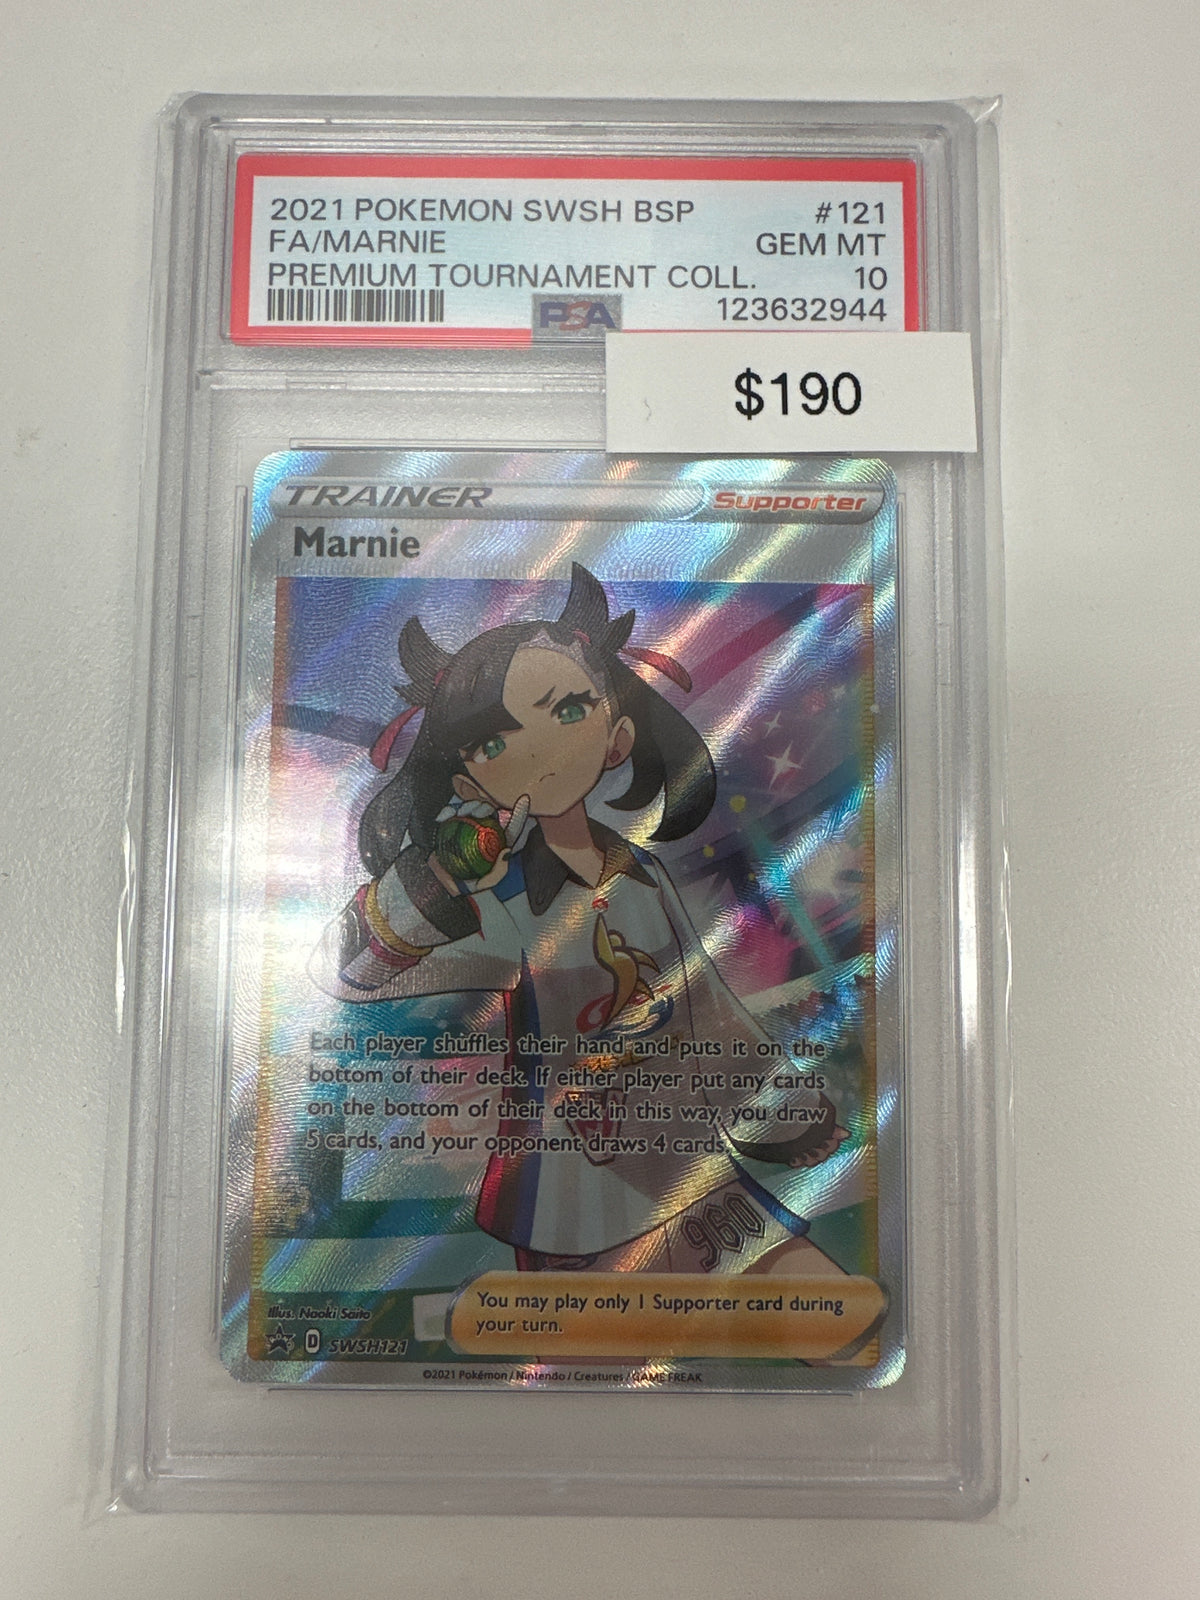 2021 POKEMON SWSH BSP #121
FA/MARNIE GEM MT
PREMIUM TOURNAMENT COLL. 10
PSA 123632944
$190
TRAINER Supporter
Marnie
Each player shuffles their hand and puts it on the
bottom of their deck. If either player put any cards
on the bottom of their deck in this way, you draw
5 cards, and your opponent draws 4 cards.
960
You may play only 1 Supporter card during
your turn.
Illus. Naoki Saito
D SWSH121
©2021 Pokémon / Nintendo / Creatures / GAME FREAK